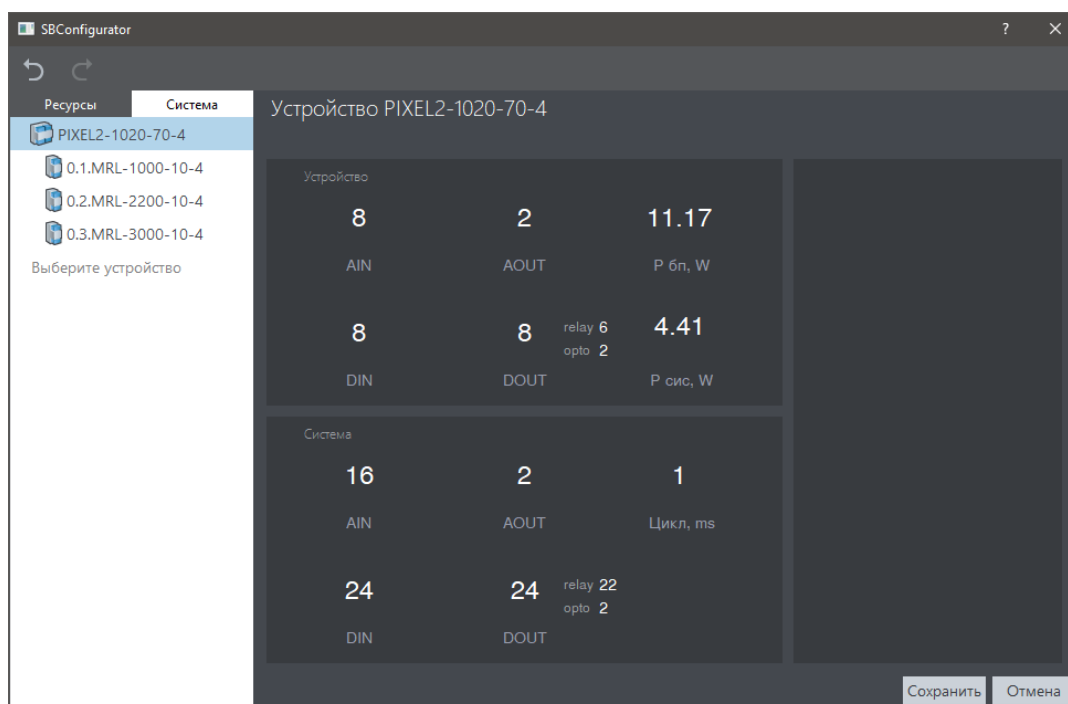 SBConfigurator ? ×
Ресурсы Система
Устройство PIXEL2-1020-70-4
PIXEL2-1020-70-4
0.1.MRL-1000-10-4
0.2.MRL-2200-10-4
0.3.MRL-3000-10-4
Выберите устройство
Устройство
8 2 11.17
AIN AOUT P бп, W
8 8 relay 6 4.41
opto 2
DIN DOUT P сис, W
Система
16 2 1
AIN AOUT Цикл, ms
24 24 relay 22
opto 2
DIN DOUT
Сохранить Отмена